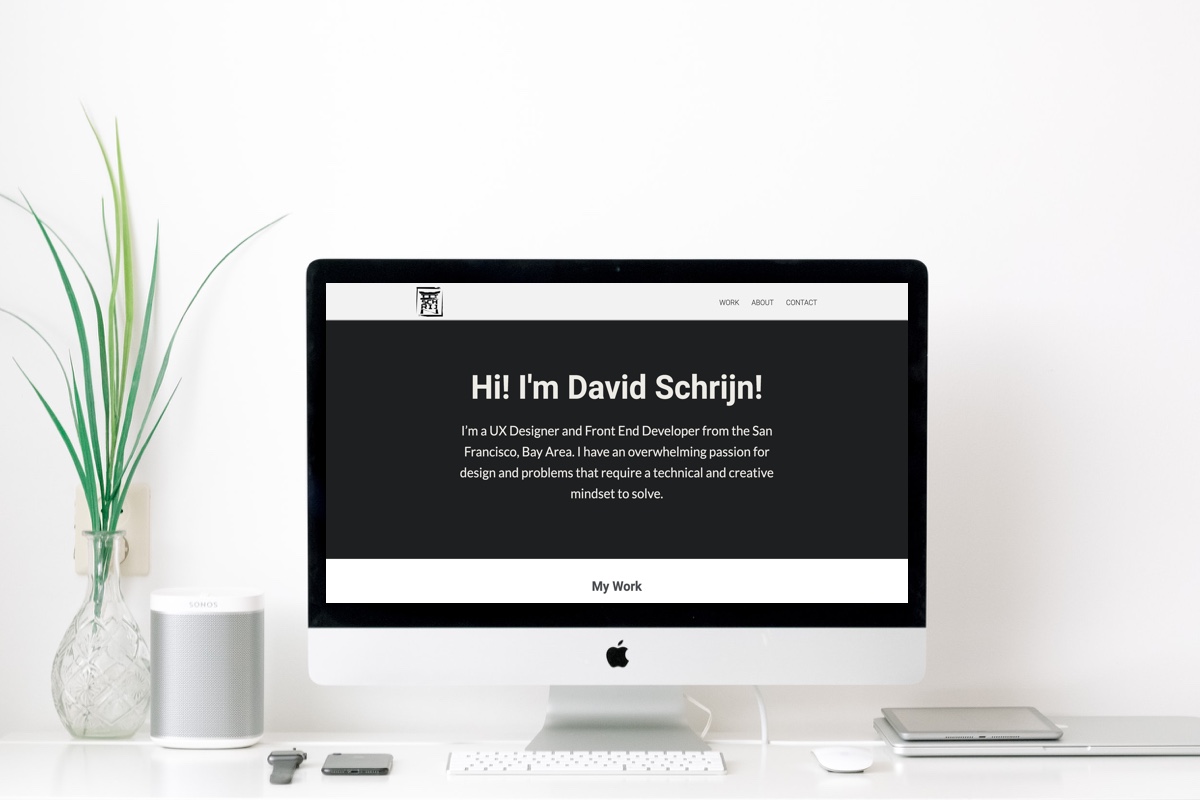 WORK ABOUT CONTACT
Hi! I'm David Schrijn!
I'm a UX Designer and Front End Developer from the San
Francisco, Bay Area. I have an overwhelming passion for
design and problems that require a technical and creative
mindset to solve.
My Work
SONOS